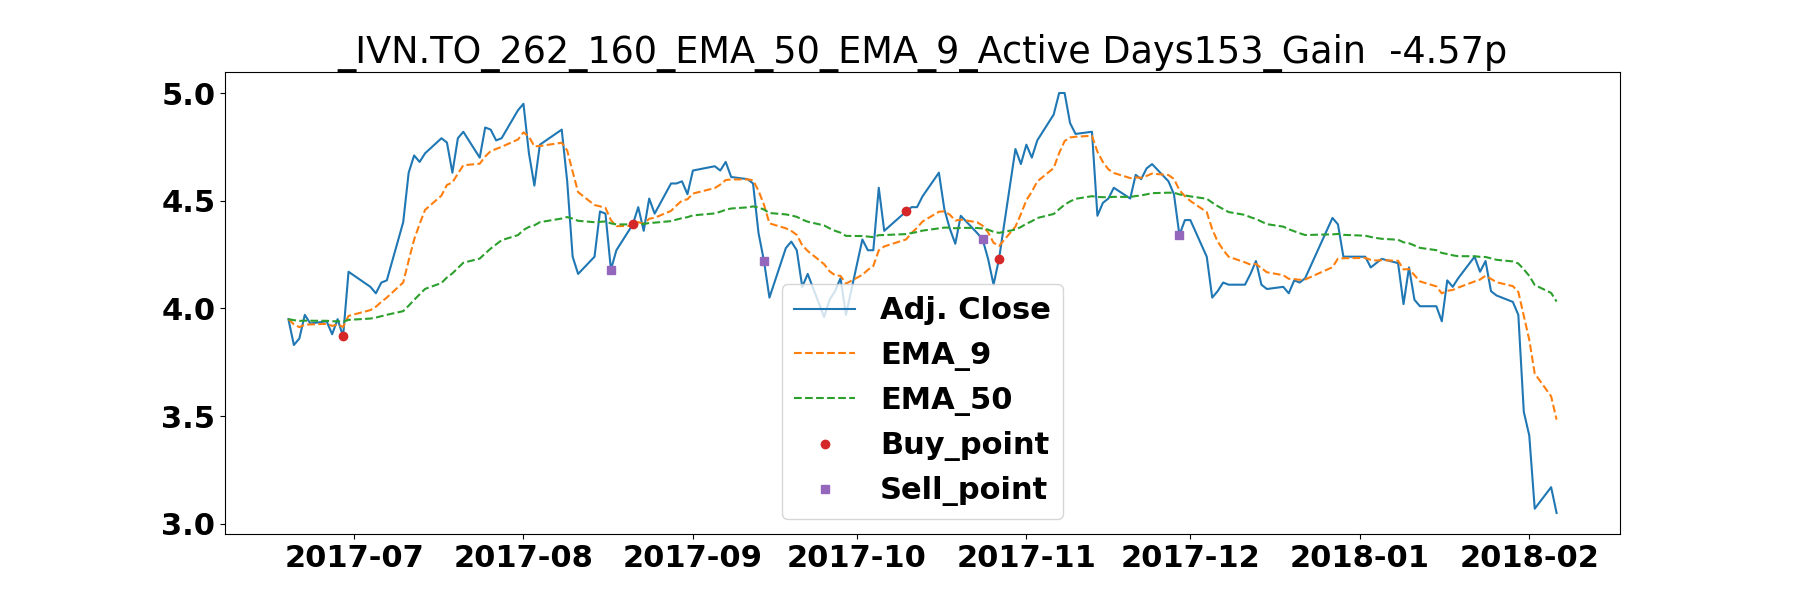 _IVN.TO_262_160_EMA_50_EMA_9_Active Days153_Gain  -4.57p
5.0
4.5
4.0
3.5
3.0
Adj. Close
EMA_9
EMA_50
Buy_point
Sell_point
2017-07 2017-08 2017-09 2017-10 2017-11 2017-12 2018-01 2018-02